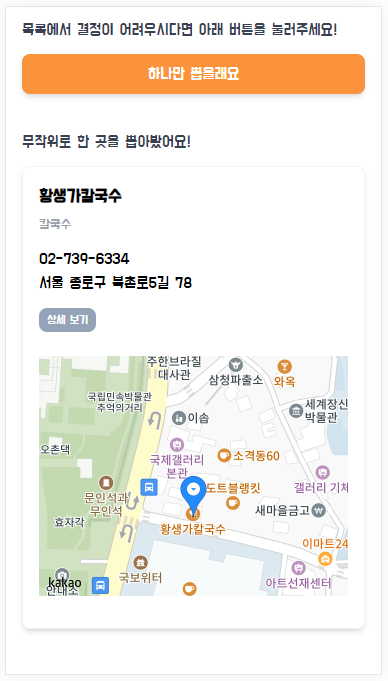 목록에서 결정이 어려우시다면 아래 버튼을 눌러주세요!
하나만 뽑을래요
무작위로 한 곳을 뽑아봤어요!
황생가칼국수
칼국수
02-739-6334
서울 종로구 북촌로5길 78
상세 보기
주한브라질
대사관
삼청파출소
와옥
국립민속박물관
추억의거리
이솝
세계장신
박물관
오촌댁
국제갤러리
본관
소격동60
갤러리 기체
문인석과
무인석
도트블랭킷
새마을금고
효자각
황생가칼국수
이마트24
국보위터
아트선재센터
안내소
kakao